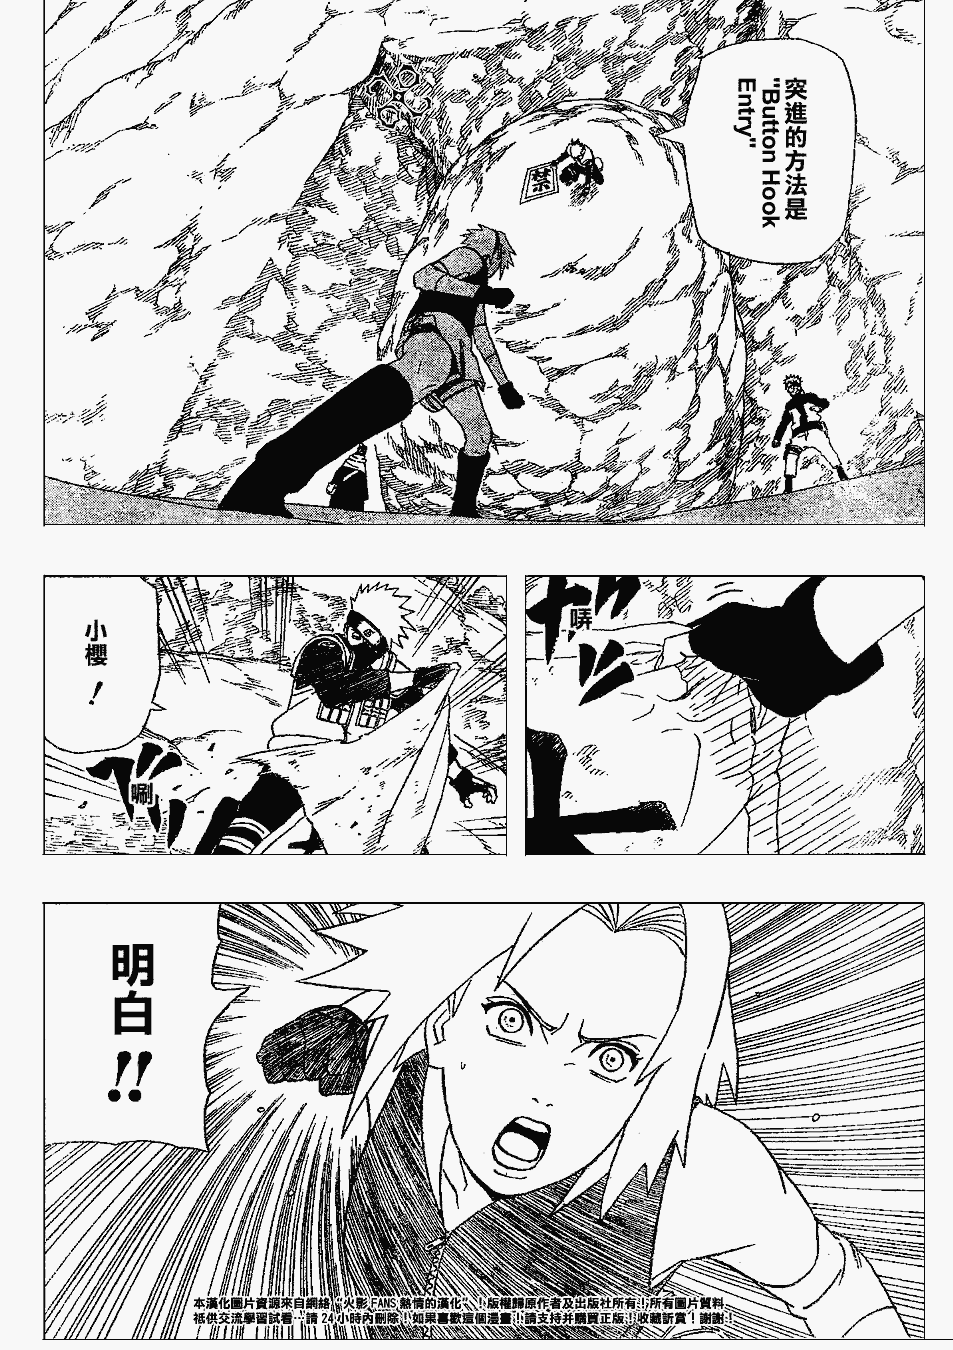 突進的方法是
"Button Hook
Entry"
禁
哢
小櫻！
唰
明白!!
本漢化圖片資源來自網絡 "火影FANS熱情的漢化"！版權歸原作者及出版社所有！所有圖片質料
祇供交流學習試看…請24小時內刪除！如果喜歡這個漫畫！請支持并購買正版！收藏訢賞！謝謝！